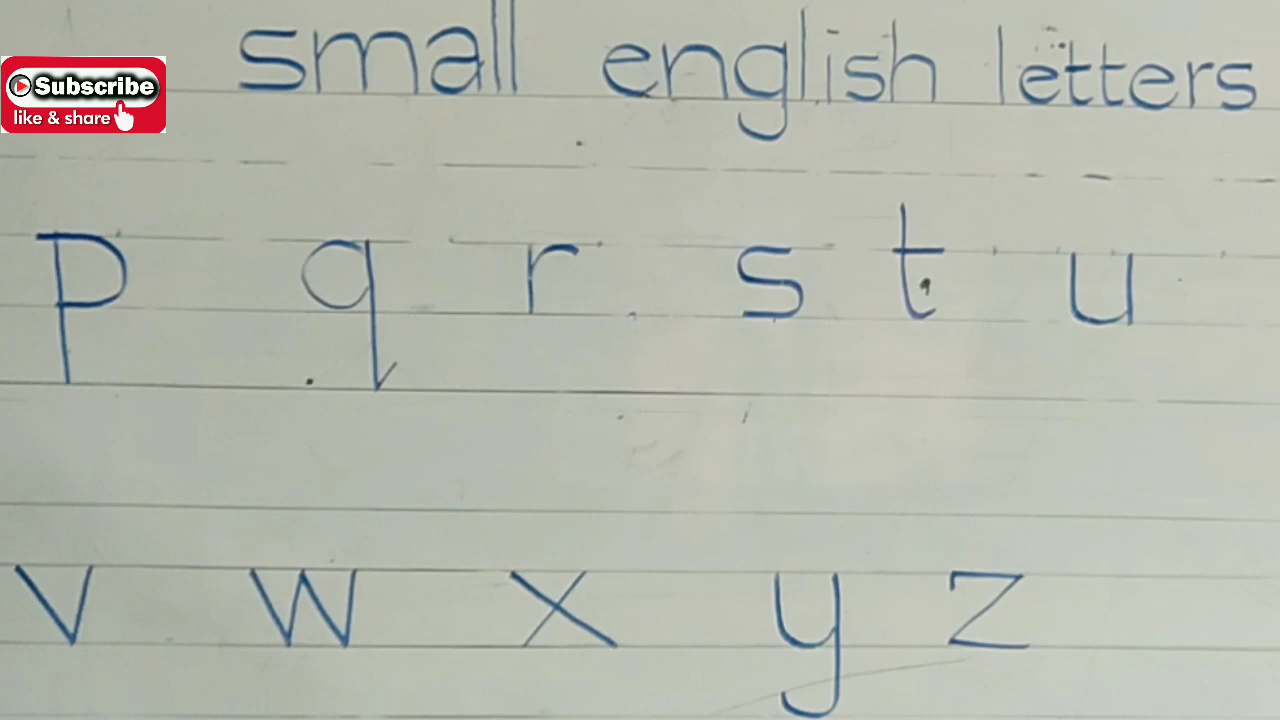 small english letters
Subscribe
like & share
p q r s t u
v w x y z